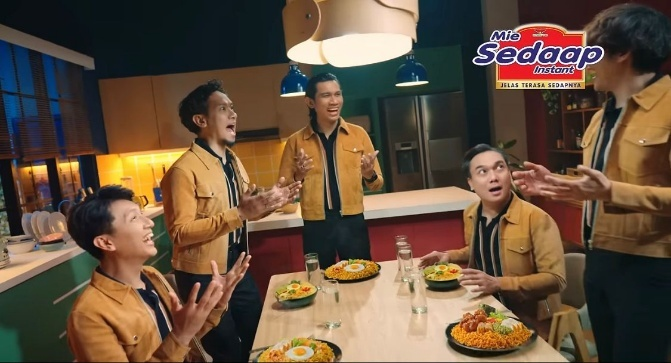 Mie
Sedaap
Instant
JELAS TERASA SEDAPNYA